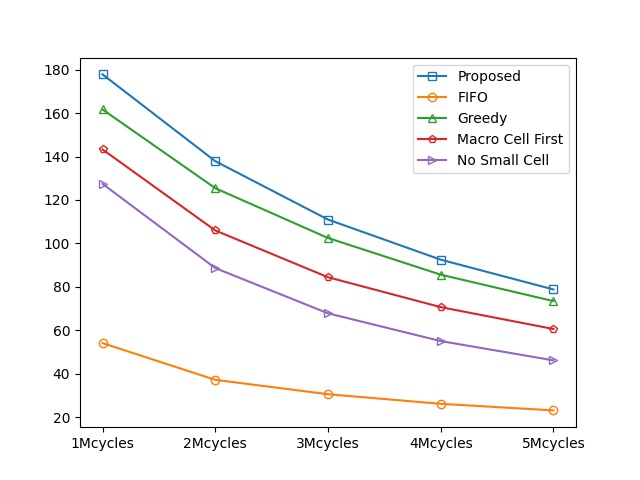 180
160
140
120
100
80
60
40
20
1Mcycles 2Mcycles 3Mcycles 4Mcycles 5Mcycles
Proposed
FIFO
Greedy
Macro Cell First
No Small Cell